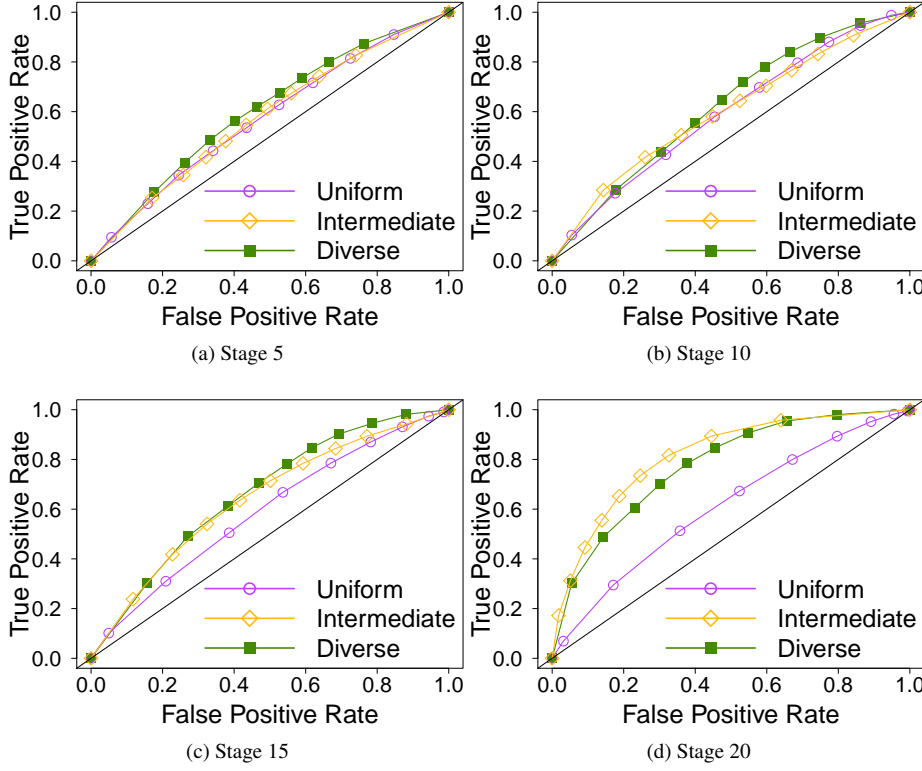 1.0
0.8
0.6
0.4
0.2
0.0
True Positive Rate
Uniform
Intermediate
Diverse
0.0 0.2 0.4 0.6 0.8 1.0
False Positive Rate
(a) Stage 5
1.0
0.8
0.6
0.4
0.2
0.0
True Positive Rate
Uniform
Intermediate
Diverse
0.0 0.2 0.4 0.6 0.8 1.0
False Positive Rate
(b) Stage 10
1.0
0.8
0.6
0.4
0.2
0.0
True Positive Rate
Uniform
Intermediate
Diverse
0.0 0.2 0.4 0.6 0.8 1.0
False Positive Rate
(c) Stage 15
1.0
0.8
0.6
0.4
0.2
0.0
True Positive Rate
Uniform
Intermediate
Diverse
0.0 0.2 0.4 0.6 0.8 1.0
False Positive Rate
(d) Stage 20